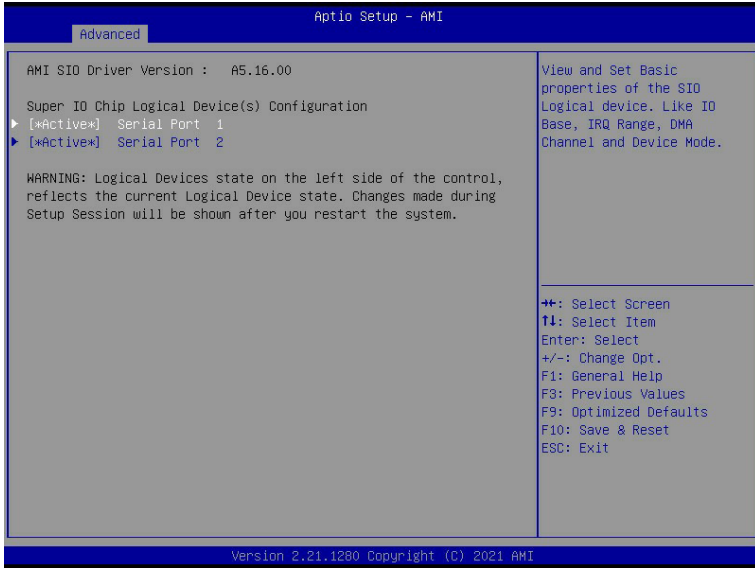 Aptio Setup – AMI
Advanced
AMI SIO Driver Version :   A5.16.00
Super IO Chip Logical Device(s) Configuration
▶ [*Active*]  Serial Port  1
▶ [*Active*]  Serial Port  2
WARNING: Logical Devices state on the left side of the control,
reflects the current Logical Device state. Changes made during
Setup Session will be shown after you restart the system.
View and Set Basic
properties of the SIO
Logical device. Like IO
Base, IRQ Range, DMA
Channel and Device Mode.
→←: Select Screen
↑↓: Select Item
Enter: Select
+/-: Change Opt.
F1: General Help
F3: Previous Values
F9: Optimized Defaults
F10: Save & Reset
ESC: Exit
Version 2.21.1280 Copyright (C) 2021 AMI